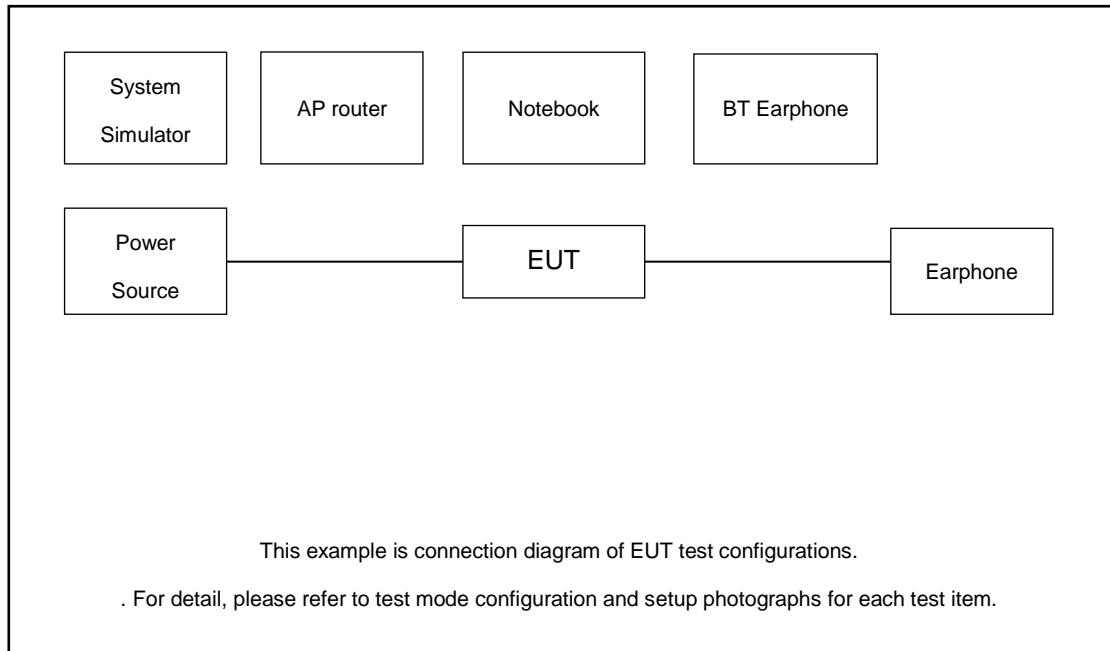 System
Simulator
AP router
Notebook
BT Earphone
Power
Source
EUT
Earphone
This example is connection diagram of EUT test configurations.
. For detail, please refer to test mode configuration and setup photographs for each test item.